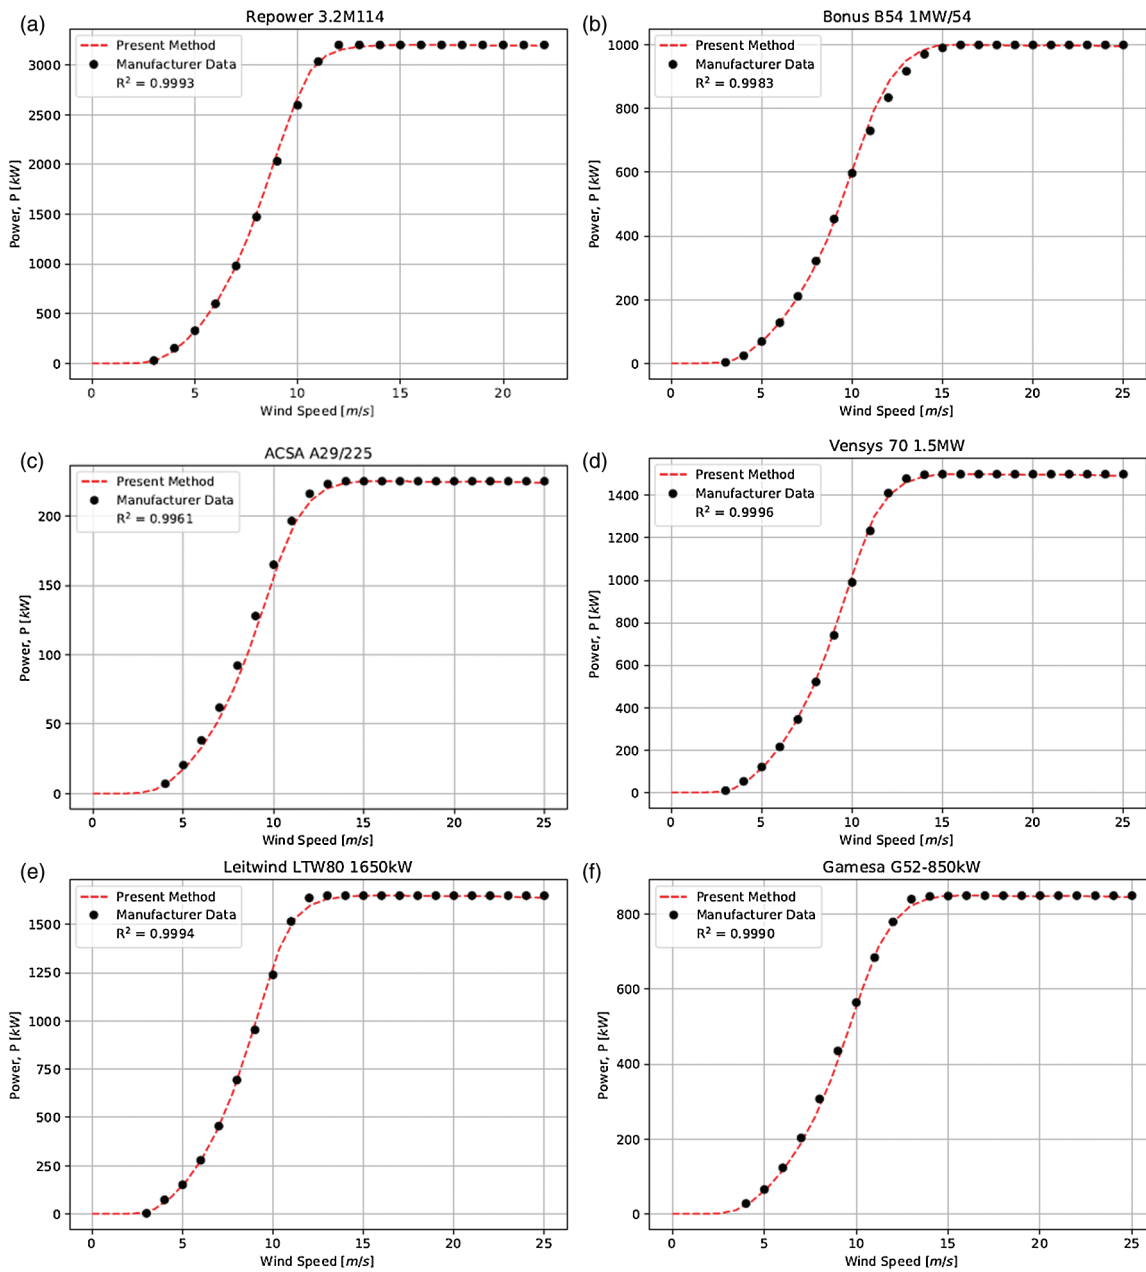 (a)
Repower 3.2M114
Present Method
Manufacturer Data
R² = 0.9993
3000
2500
2000
1500
1000
500
0
Power, P [kW]
0 5 10 15 20
Wind Speed [m/s]
(b)
Bonus B54 1MW/54
Present Method
Manufacturer Data
R² = 0.9983
1000
800
600
400
200
0
Power, P [kW]
0 5 10 15 20 25
Wind Speed [m/s]
(c)
ACSA A29/225
Present Method
Manufacturer Data
R² = 0.9961
200
150
100
50
0
Power, P [kW]
0 5 10 15 20 25
Wind Speed [m/s]
(d)
Vensys 70 1.5MW
Present Method
Manufacturer Data
R² = 0.9996
1400
1200
1000
800
600
400
200
0
Power, P [kW]
0 5 10 15 20 25
Wind Speed [m/s]
(e)
Leitwind LTW80 1650kW
Present Method
Manufacturer Data
R² = 0.9994
1500
1250
1000
750
500
250
0
Power, P [kW]
0 5 10 15 20 25
Wind Speed [m/s]
(f)
Gamesa G52-850kW
Present Method
Manufacturer Data
R² = 0.9990
800
600
400
200
0
Power, P [kW]
0 5 10 15 20 25
Wind Speed [m/s]